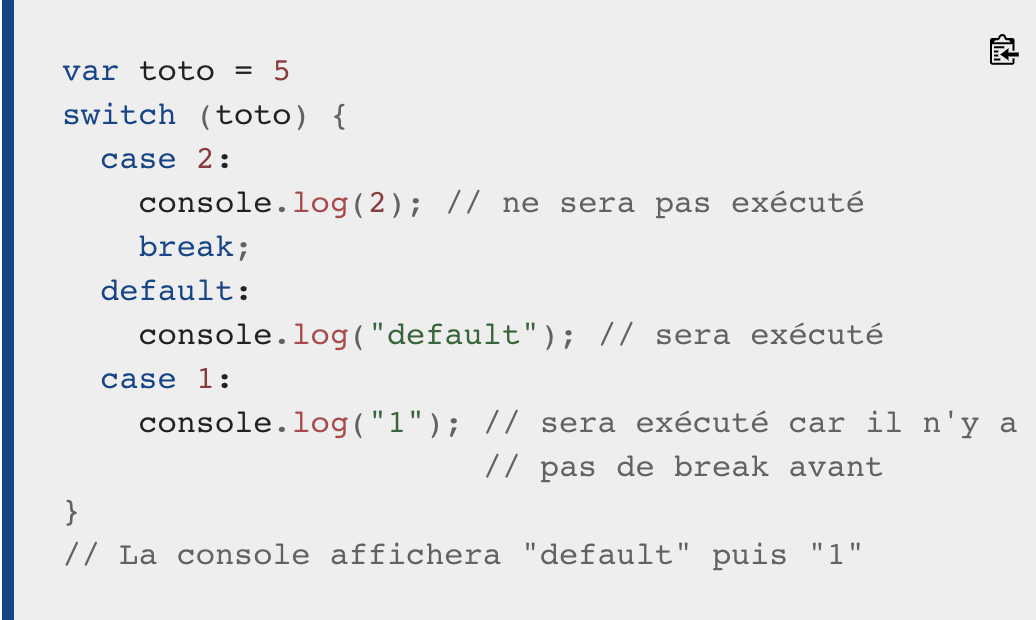 var toto = 5
switch (toto) {
  case 2:
    console.log(2); // ne sera pas exécuté
    break;
  default:
    console.log("default"); // sera exécuté
  case 1:
    console.log("1"); // sera exécuté car il n'y a
                      // pas de break avant
}
// La console affichera "default" puis "1"